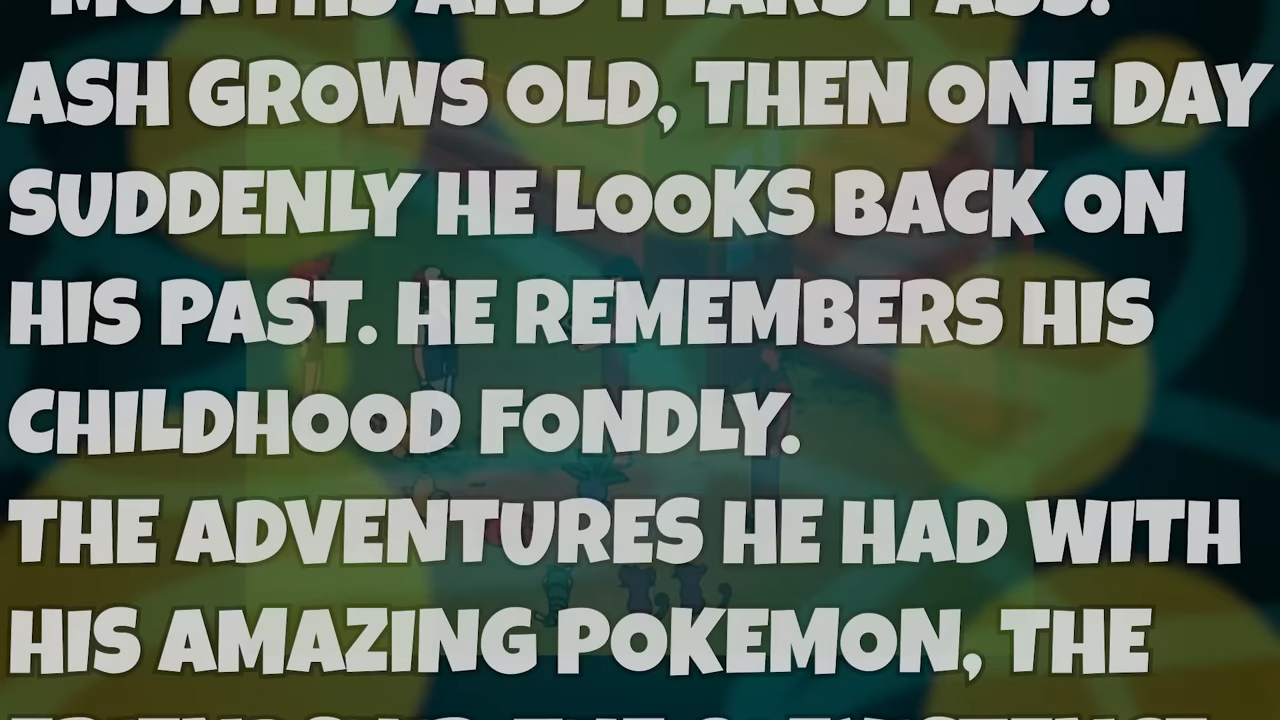 MONTHS AND YEARS PASS.
ASH GROWS OLD, THEN ONE DAY
SUDDENLY HE LOOKS BACK ON
HIS PAST. HE REMEMBERS HIS
CHILDHOOD FONDLY.
THE ADVENTURES HE HAD WITH
HIS AMAZING POKEMON, THE